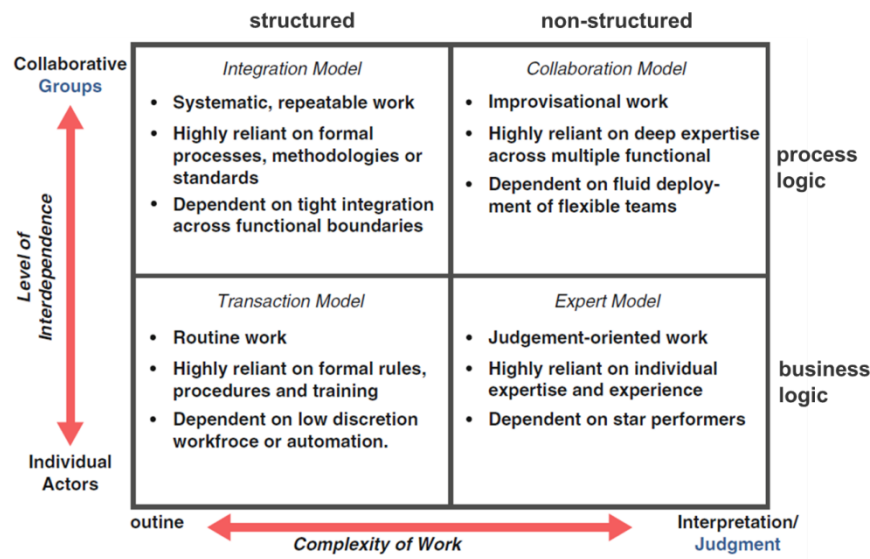 structured
non-structured
Collaborative
Groups
Level of
Interdependence
Individual
Actors
Integration Model
• Systematic, repeatable work
• Highly reliant on formal
processes, methodologies or
standards
• Dependent on tight integration
across functional boundaries
Collaboration Model
• Improvisational work
• Highly reliant on deep expertise
across multiple functional
• Dependent on fluid deploy-
ment of flexible teams
process
logic
Transaction Model
• Routine work
• Highly reliant on formal rules,
procedures and training
• Dependent on low discretion
workfroce or automation.
Expert Model
• Judgement-oriented work
• Highly reliant on individual
expertise and experience
• Dependent on star performers
business
logic
outine
Complexity of Work
Interpretation/
Judgment